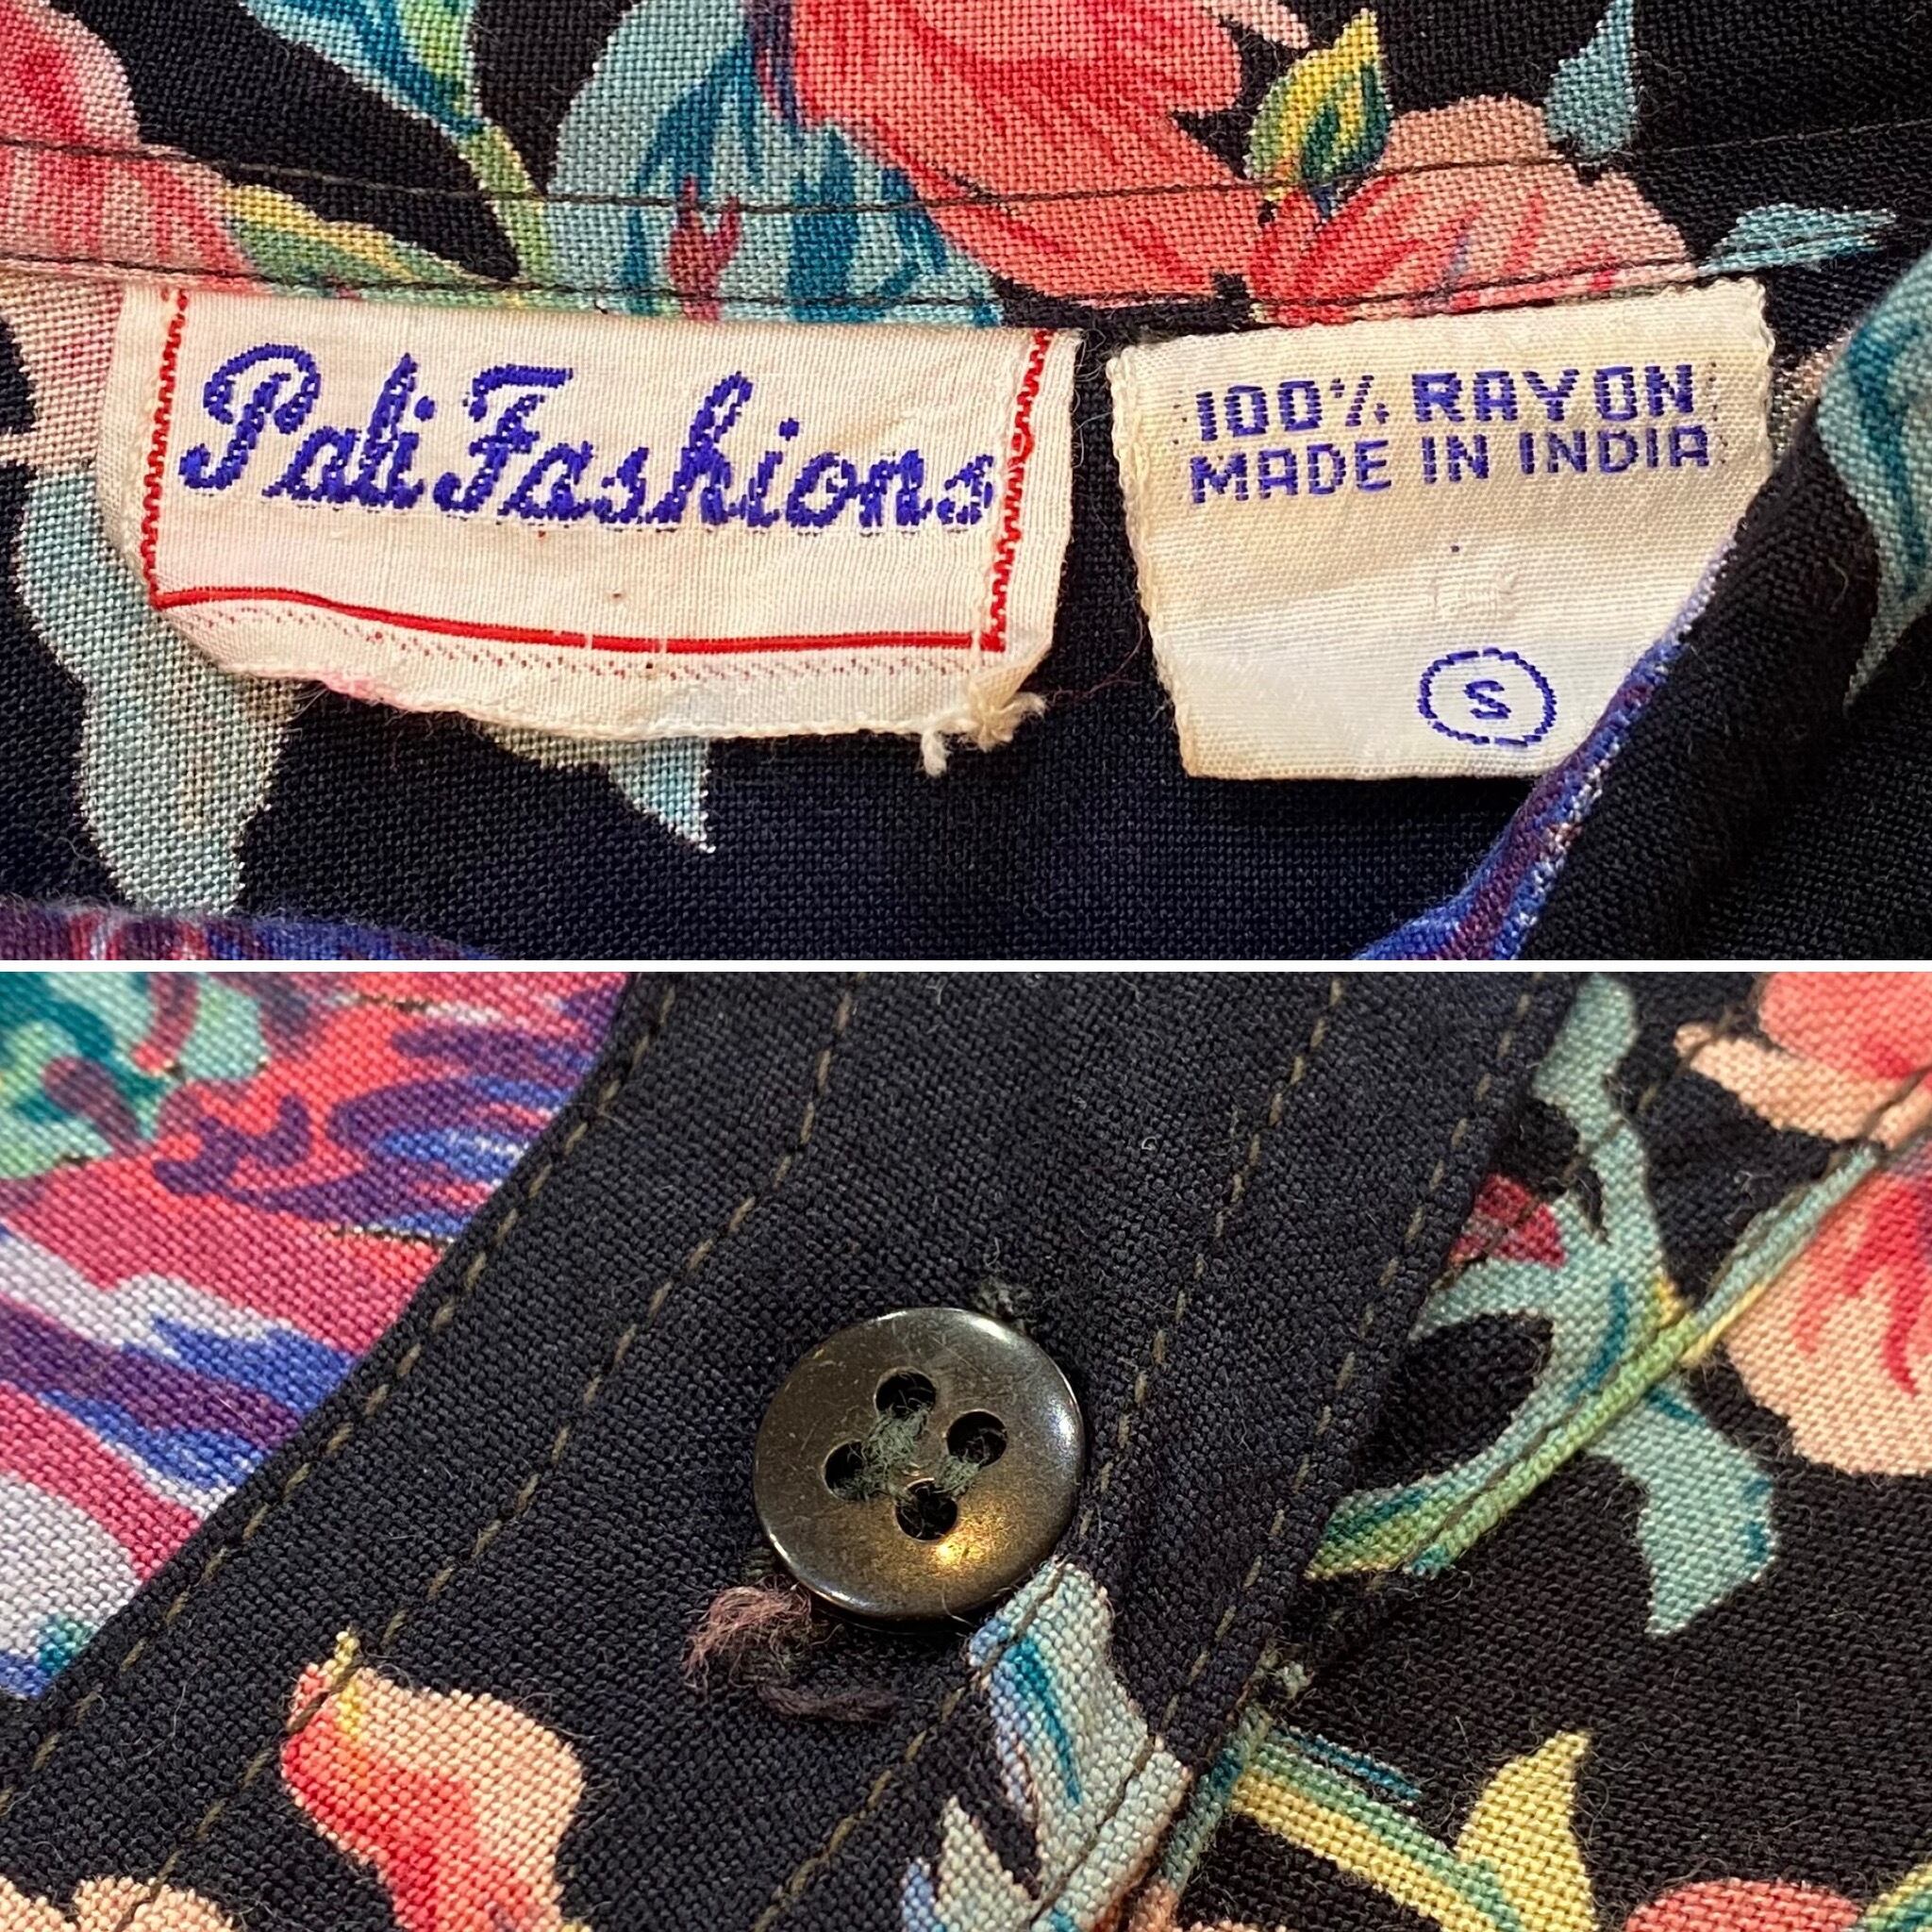 Pali Fashions
100% RAYON
MADE IN INDIA
S